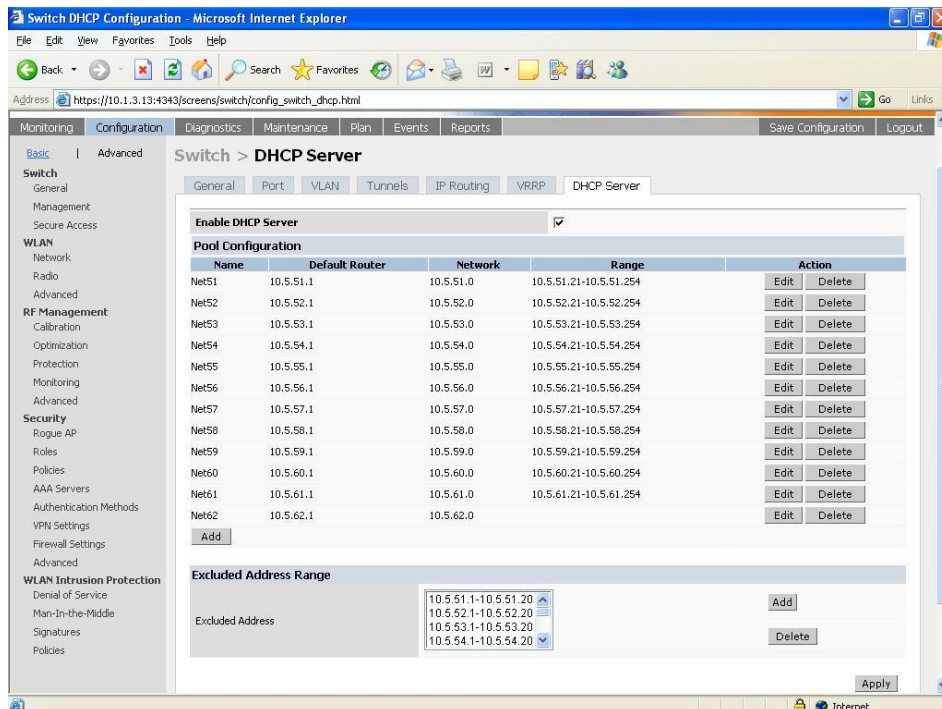 Switch DHCP Configuration - Microsoft Internet Explorer
File Edit View Favorites Tools Help
Back Search Favorites
Address https://10.1.3.13:4343/screens/switch/config_switch_dhcp.html Go Links
Monitoring Configuration Diagnostics Maintenance Plan Events Reports Save Configuration Logout
Basic | Advanced
Switch
General
Management
Secure Access
WLAN
Network
Radio
Advanced
RF Management
Calibration
Optimization
Protection
Monitoring
Advanced
Security
Rogue AP
Roles
Policies
AAA Servers
Authentication Methods
VPN Settings
Firewall Settings
Advanced
WLAN Intrusion Protection
Denial of Service
Man-In-the-Middle
Signatures
Policies
Switch > DHCP Server
General Port VLAN Tunnels IP Routing VRRP DHCP Server
Enable DHCP Server
Pool Configuration
Name Default Router Network Range Action
Net51 10.5.51.1 10.5.51.0 10.5.51.21-10.5.51.254 Edit Delete
Net52 10.5.52.1 10.5.52.0 10.5.52.21-10.5.52.254 Edit Delete
Net53 10.5.53.1 10.5.53.0 10.5.53.21-10.5.53.254 Edit Delete
Net54 10.5.54.1 10.5.54.0 10.5.54.21-10.5.54.254 Edit Delete
Net55 10.5.55.1 10.5.55.0 10.5.55.21-10.5.55.254 Edit Delete
Net56 10.5.56.1 10.5.56.0 10.5.56.21-10.5.56.254 Edit Delete
Net57 10.5.57.1 10.5.57.0 10.5.57.21-10.5.57.254 Edit Delete
Net58 10.5.58.1 10.5.58.0 10.5.58.21-10.5.58.254 Edit Delete
Net59 10.5.59.1 10.5.59.0 10.5.59.21-10.5.59.254 Edit Delete
Net60 10.5.60.1 10.5.60.0 10.5.60.21-10.5.60.254 Edit Delete
Net61 10.5.61.1 10.5.61.0 10.5.61.21-10.5.61.254 Edit Delete
Net62 10.5.62.1 10.5.62.0 Edit Delete
Add
Excluded Address Range
Excluded Address
10.5.51.1-10.5.51.20
10.5.52.1-10.5.52.20
10.5.53.1-10.5.53.20
10.5.54.1-10.5.54.20
Add
Delete
Apply
Internet